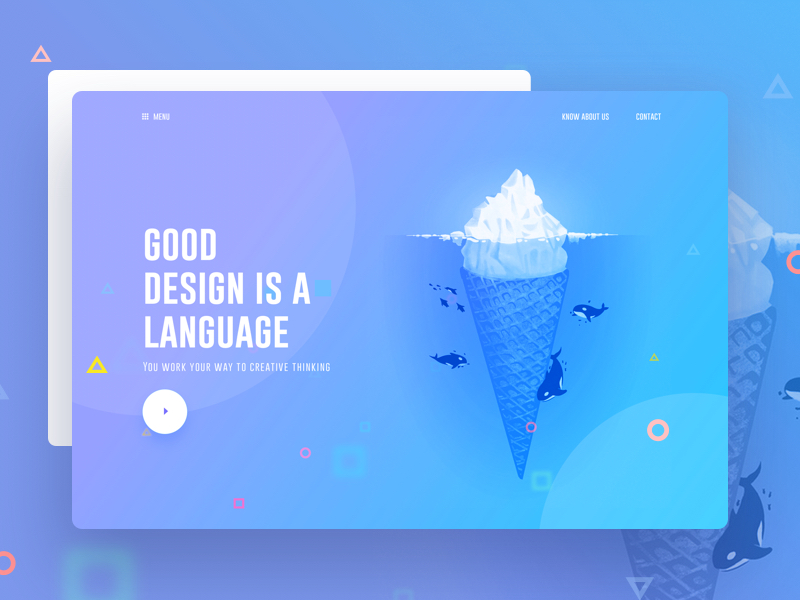 MENU
KNOW ABOUT US
CONTACT
GOOD
DESIGN IS A
LANGUAGE
YOU WORK YOUR WAY TO CREATIVE THINKING